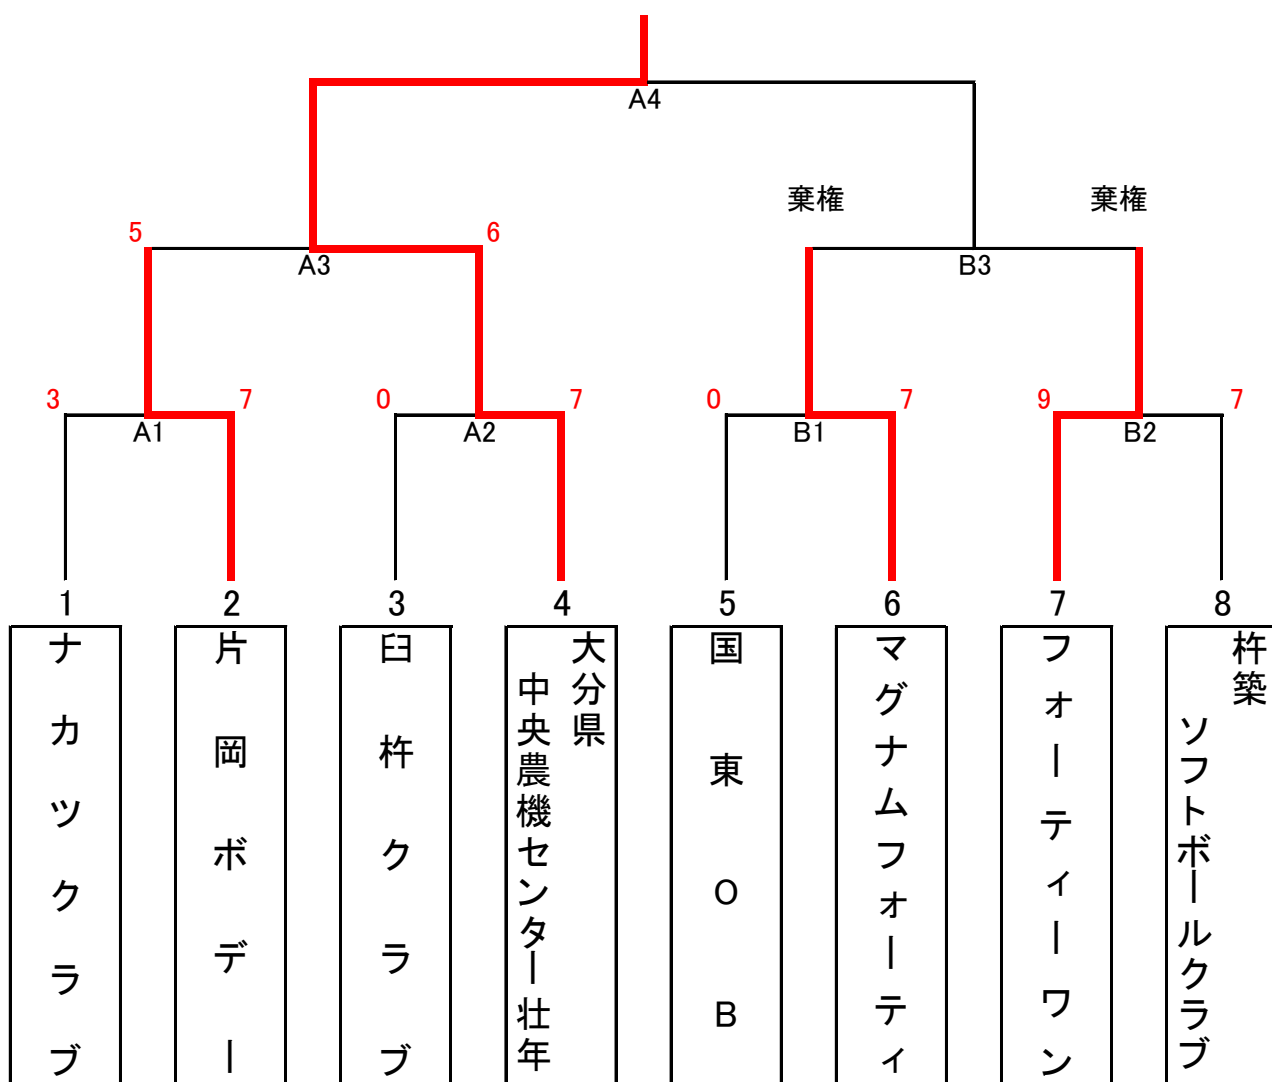 A4
棄権 棄権
5 6
A3 B3
3 7 0 7 0 7 9 7
A1 A2 B1 B2
1 2 3 4 5 6 7 8
ナカツクラブ
片岡ボデー
臼杵クラブ
大分県
中央農機センター壮年
国東OB
マグナムフォーティ
フォーティーワン
杵築
ソフトボールクラブ